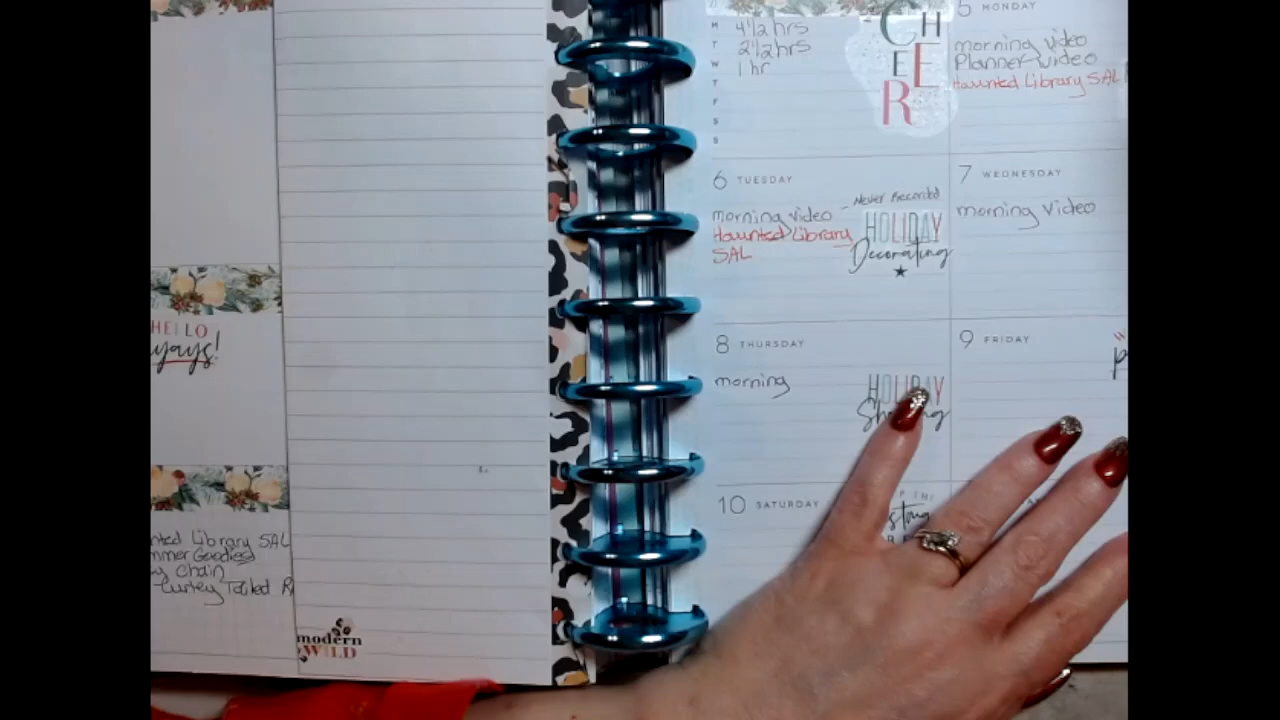 HELLO
yays!
nted Library SAL
mmer Goodies
y Chain
Curley Tailed R
modern
WILD
M 4 1/2 hrs
T 2 1/2 hrs
W 1 hr
T
F
S
S
CHEER
5 MONDAY
morning video
Planner video
Haunted Library SAL
6 TUESDAY
morning video - Never Recorded
Haunted Library
SAL
HOLIDAY
Decorating
7 WEDNESDAY
morning video
8 THURSDAY
morning
HOLIDAY
9 FRIDAY
10 SATURDAY